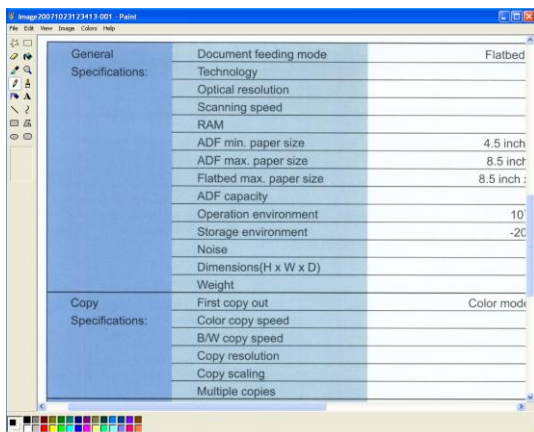 Image20071023123413-001 - Paint
File Edit View Image Colors Help
General Document feeding mode Flatbed
Specifications: Technology
Optical resolution
Scanning speed
RAM
ADF min. paper size 4.5 inch
ADF max. paper size 8.5 inch
Flatbed max. paper size 8.5 inch
ADF capacity
Operation environment 10
Storage environment -20
Noise
Dimensions(H x W x D)
Weight
Copy First copy out Color mode
Specifications: Color copy speed
B/W copy speed
Copy resolution
Copy scaling
Multiple copies